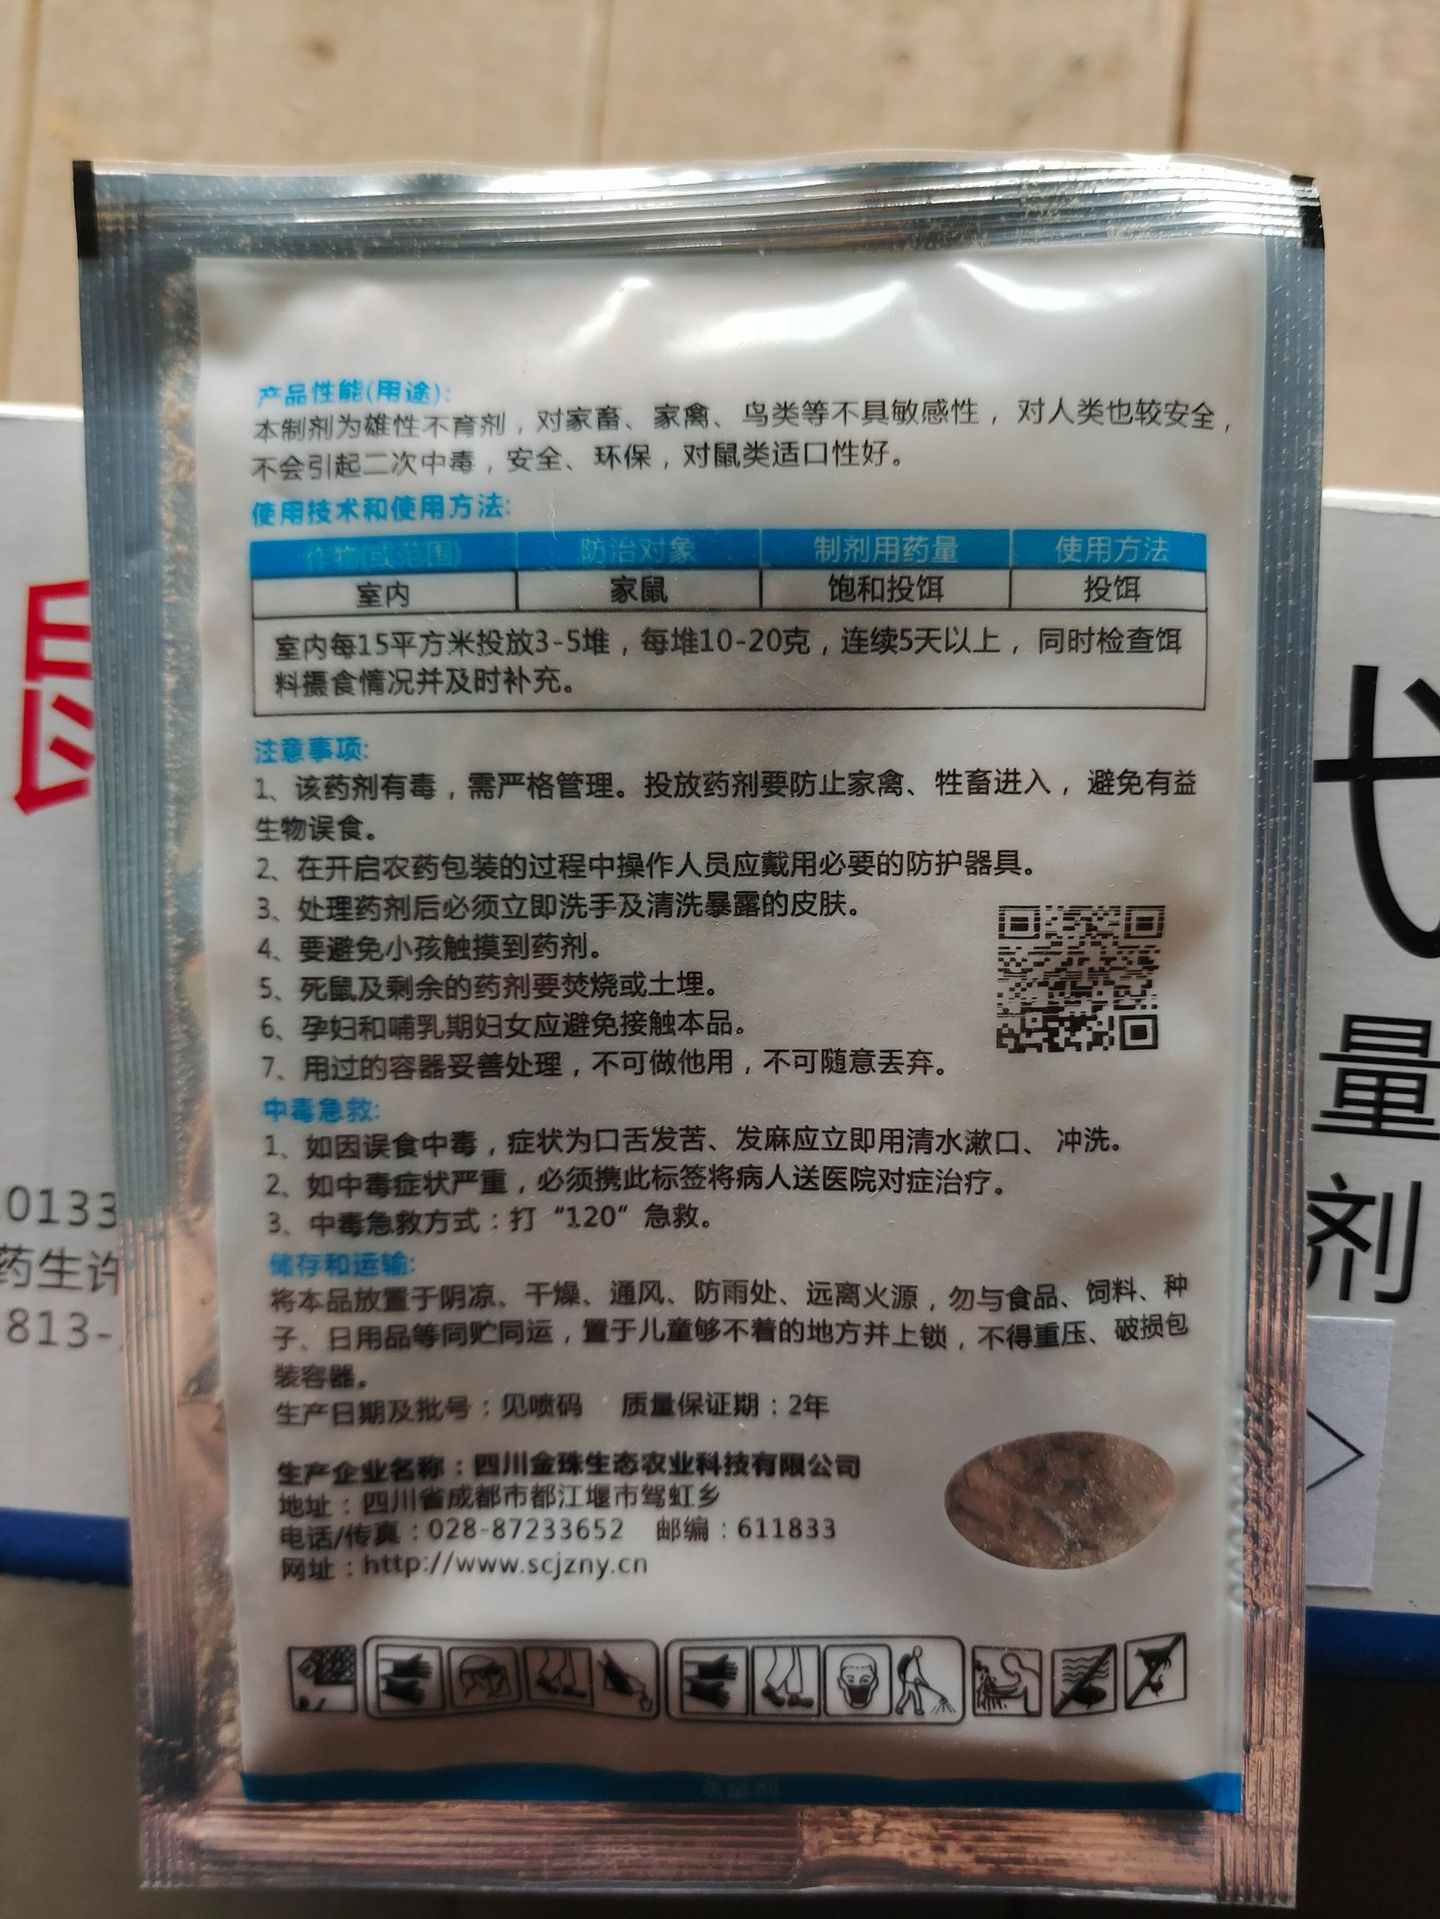 产品性能(用途):
本制剂为雄性不育剂，对家畜、家禽、鸟类等不具敏感性，对人类也较安全，
不会引起二次中毒，安全、环保，对鼠类适口性好。
使用技术和使用方法:
作物(或范围) 防治对象 制剂用药量 使用方法
室内 家鼠 饱和投饵 投饵
室内每15平方米投放3-5堆，每堆10-20克，连续5天以上，同时检查饵
料摄食情况并及时补充。
注意事项:
1、该药剂有毒，需严格管理。投放药剂要防止家禽、牲畜进入，避免有益
生物误食。
2、在开启农药包装的过程中操作人员应戴用必要的防护器具。
3、处理药剂后必须立即洗手及清洗暴露的皮肤。
4、要避免小孩触摸到药剂。
5、死鼠及剩余的药剂要焚烧或土埋。
6、孕妇和哺乳期妇女应避免接触本品。
7、用过的容器妥善处理，不可做他用，不可随意丢弃。
中毒急救:
1、如因误食中毒，症状为口舌发苦、发麻应立即用清水漱口、冲洗。
2、如中毒症状严重，必须携此标签将病人送医院对症治疗。
3、中毒急救方式：打“120”急救。
储存和运输:
将本品放置于阴凉、干燥、通风、防雨处、远离火源，勿与食品、饲料、种
子、日用品等同贮同运，置于儿童够不着的地方并上锁，不得重压、破损包
装容器。
生产日期及批号：见喷码 质量保证期：2年
生产企业名称：四川金珠生态农业科技有限公司
地址：四川省成都市都江堰市驾虹乡
电话/传真：028-87233652 邮编：611833
网址：http://www.scjzny.cn
0133
药生许
813-
量
剂